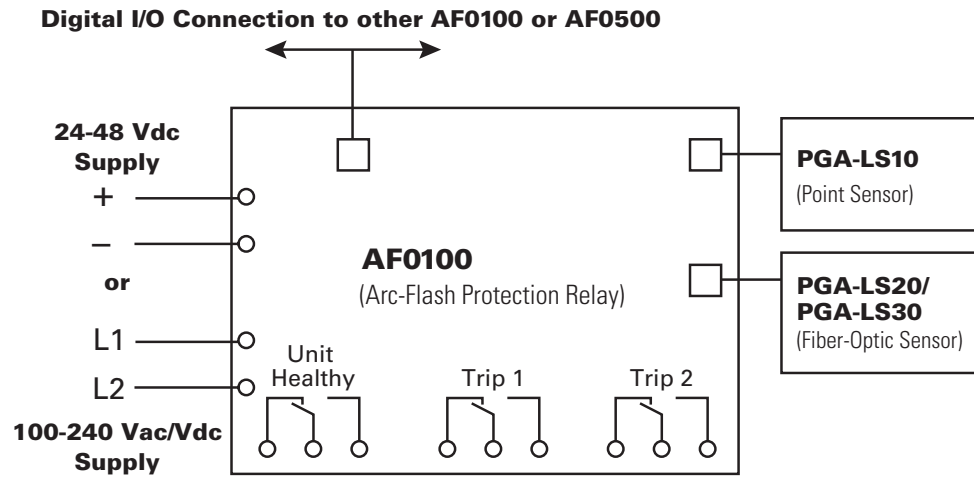 Digital I/O Connection to other AF0100 or AF0500
24-48 Vdc
Supply
+
–
or
L1
L2
100-240 Vac/Vdc
Supply
AF0100
(Arc-Flash Protection Relay)
Unit
Healthy
Trip 1
Trip 2
PGA-LS10
(Point Sensor)
PGA-LS20/
PGA-LS30
(Fiber-Optic Sensor)